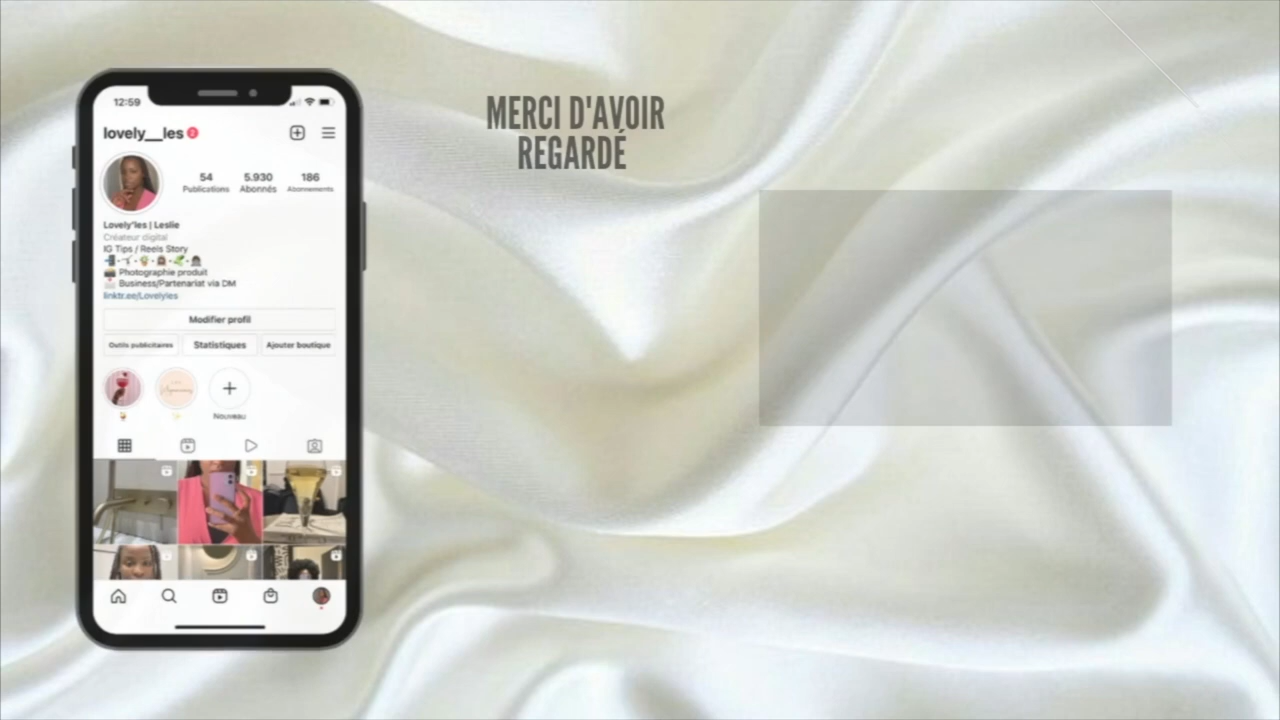 12:59
lovely__les 2
54 5.930 186
Publications Abonnés Abonnements
Lovely'les | Leslie
Créateur digital
IG Tips / Reels Story
Photographie produit
Business/Partenariat via DM
linktr.ee/Lovelyles
Modifier profil
Outils publicitaires Statistiques Ajouter boutique
Nouveau
MERCI D'AVOIR
REGARDÉ